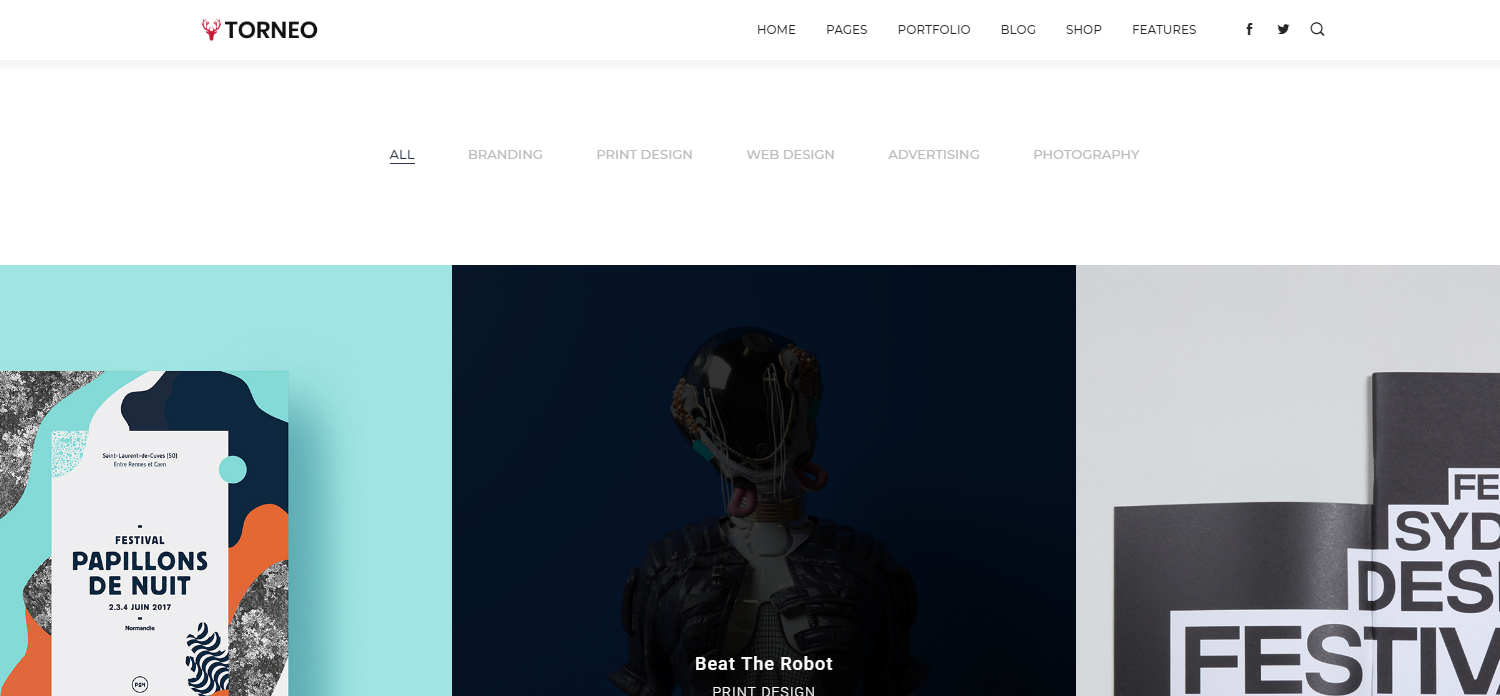 TORNEO
HOME PAGES PORTFOLIO BLOG SHOP FEATURES
ALL BRANDING PRINT DESIGN WEB DESIGN ADVERTISING PHOTOGRAPHY
Saint-Laurent-de-Cuves (50)
Entre Rennes et Caen
FESTIVAL
PAPILLONS
DE NUIT
2.3.4 JUIN 2017
Normandie
P2N
Beat The Robot
PRINT DESIGN
FE
SYD
DES
FESTIV